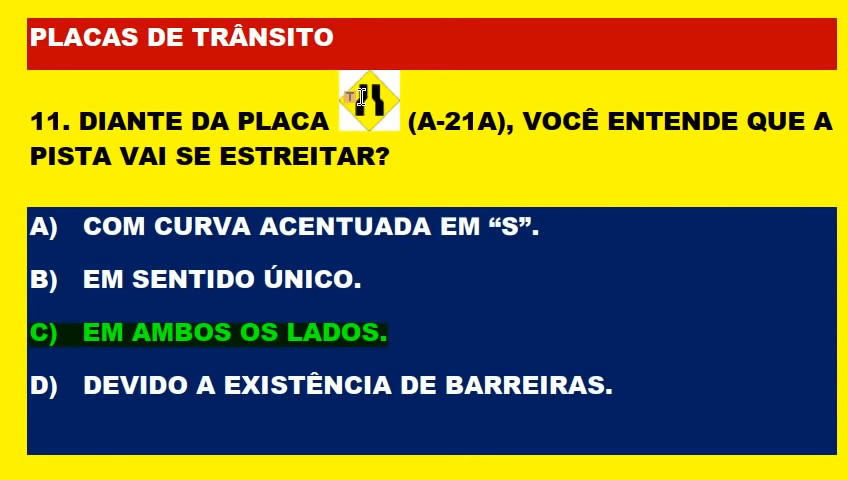 PLACAS DE TRÂNSITO
11. DIANTE DA PLACA (A-21A), VOCÊ ENTENDE QUE A
PISTA VAI SE ESTREITAR?
A) COM CURVA ACENTUADA EM “S”.
B) EM SENTIDO ÚNICO.
C) EM AMBOS OS LADOS.
D) DEVIDO A EXISTÊNCIA DE BARREIRAS.